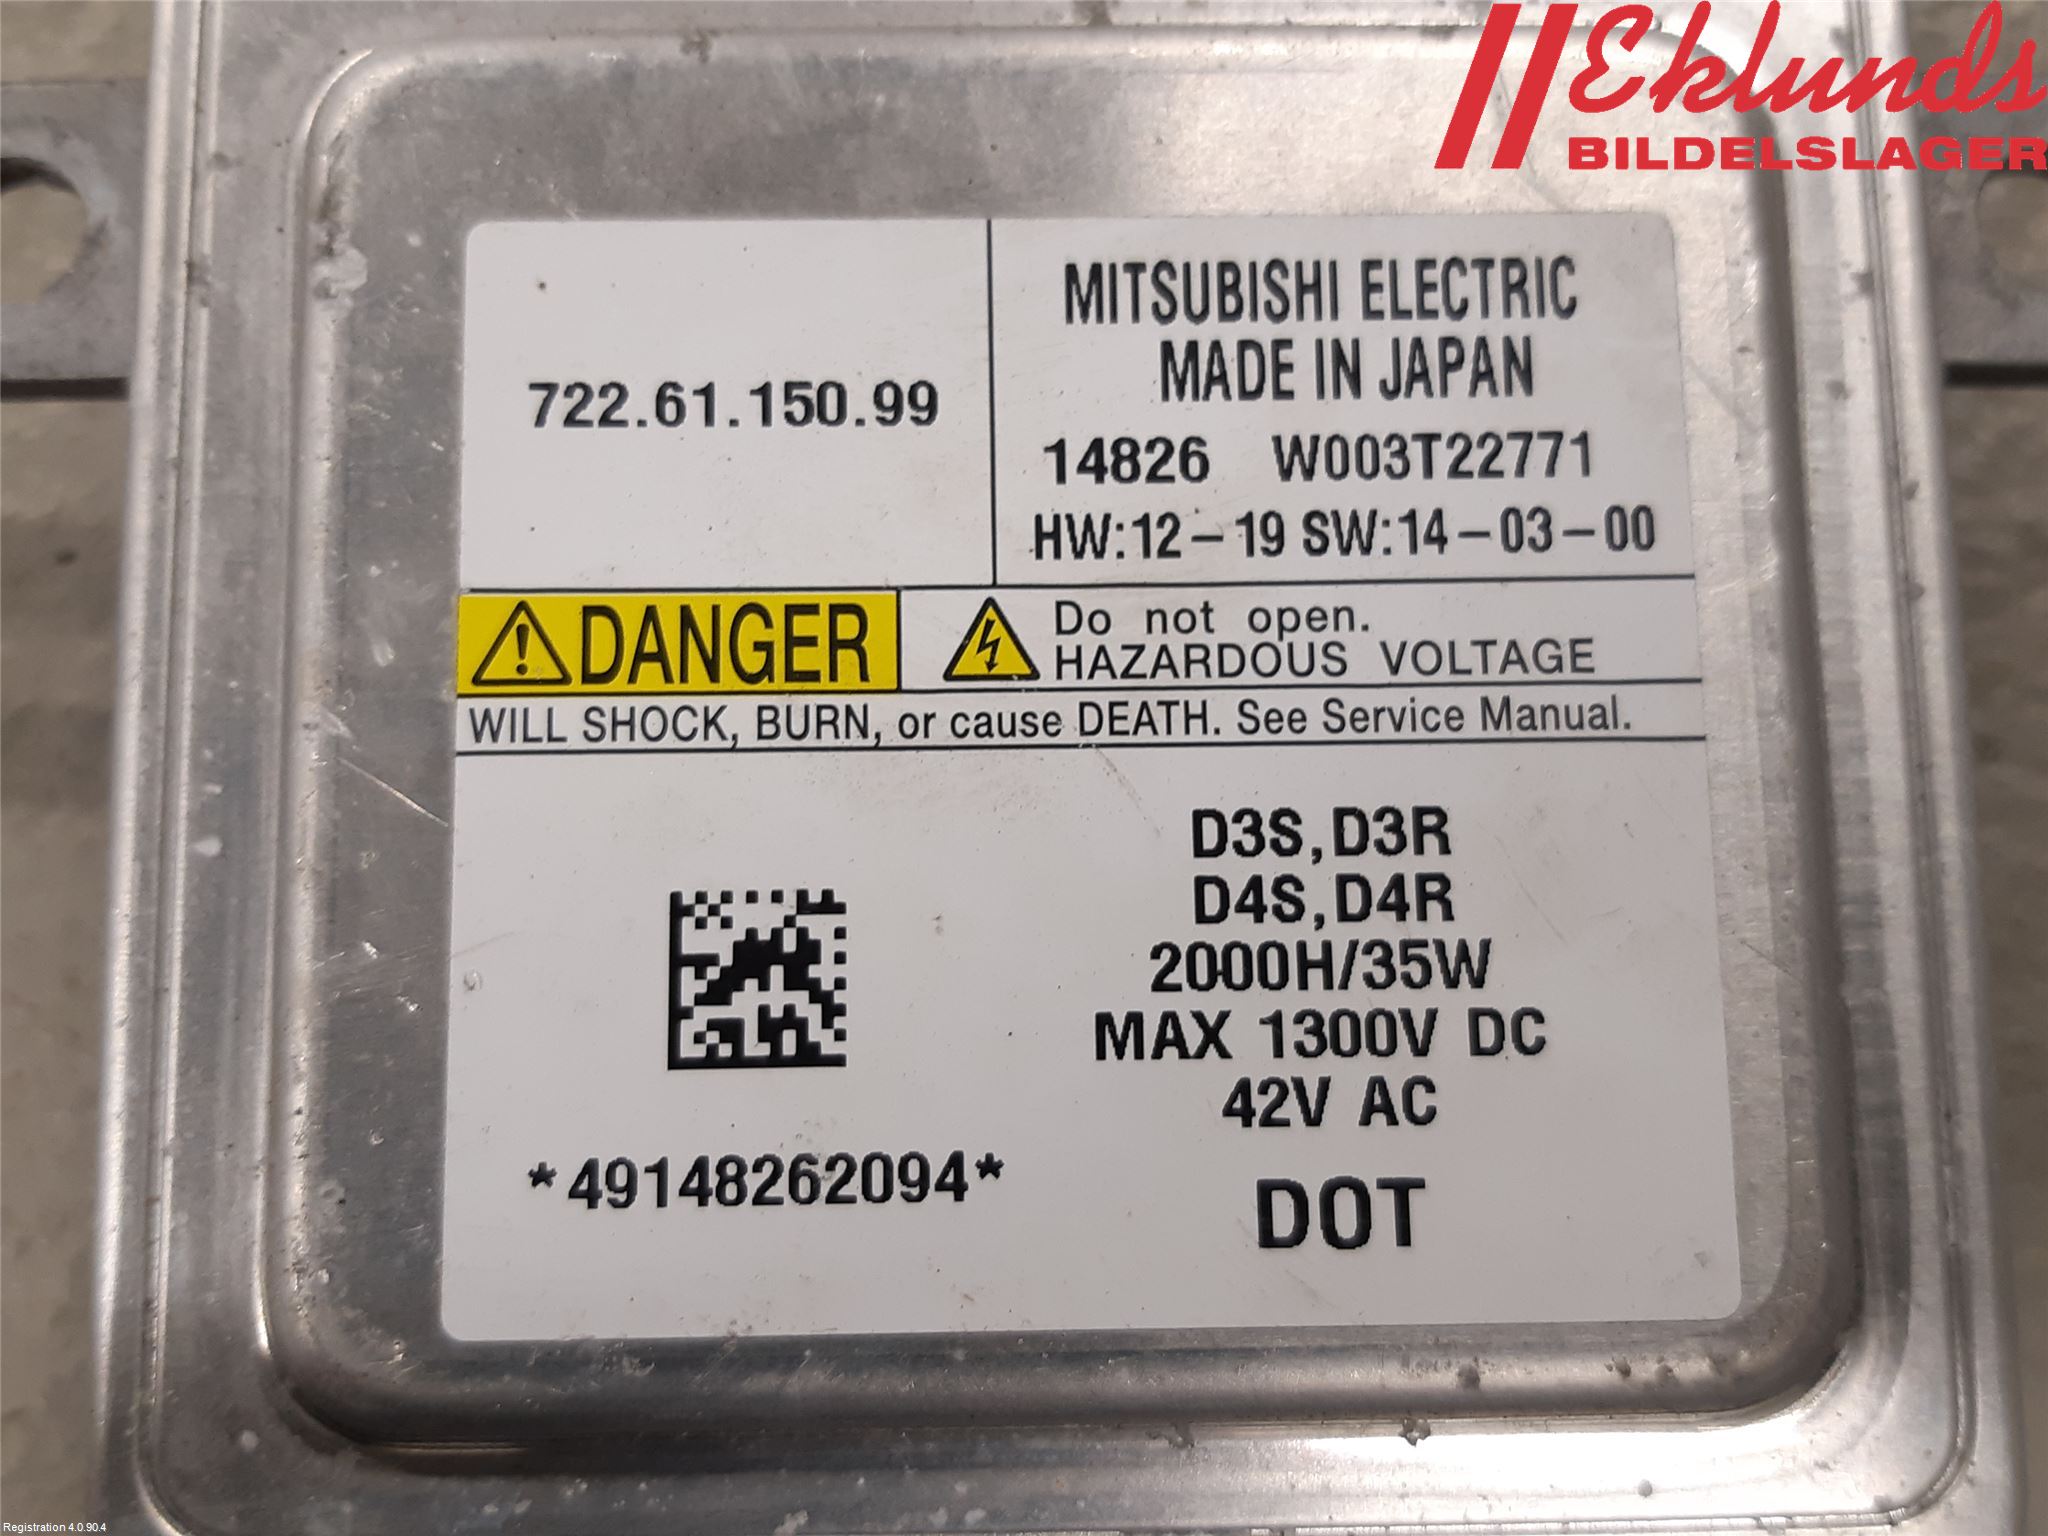 Eklunds
BILDELSLAGER
722.61.150.99
MITSUBISHI ELECTRIC
MADE IN JAPAN
14826 W003T22771
HW:12-19 SW:14-03-00
DANGER
Do not open.
HAZARDOUS VOLTAGE
WILL SHOCK, BURN, or cause DEATH. See Service Manual.
D3S,D3R
D4S,D4R
2000H/35W
MAX 1300V DC
42V AC
*49148262094*
DOT
Registration 4.0.90.4